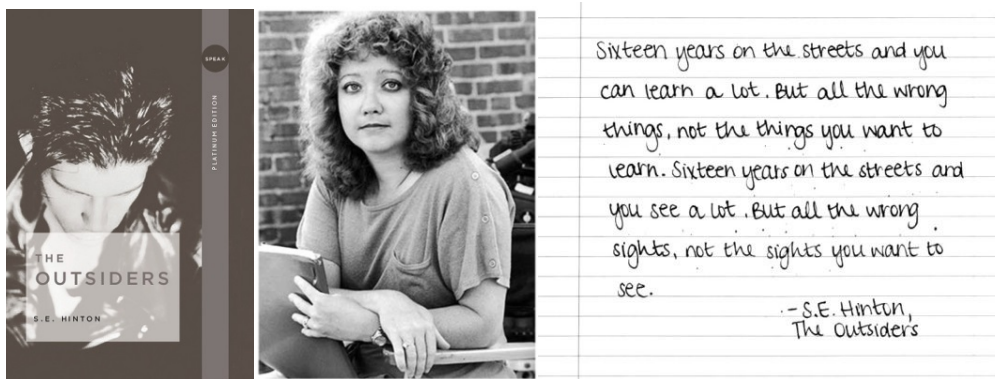 SPEAK
PLATINUM EDITION
THE
OUTSIDERS
S.E. HINTON
Sixteen years on the streets and you
can learn a lot. But all the wrong
things, not the things you want to
learn. Sixteen years on the streets and
you see a lot. But all the wrong
sights, not the sights you want to
see.
- S.E. Hinton,
The Outsiders